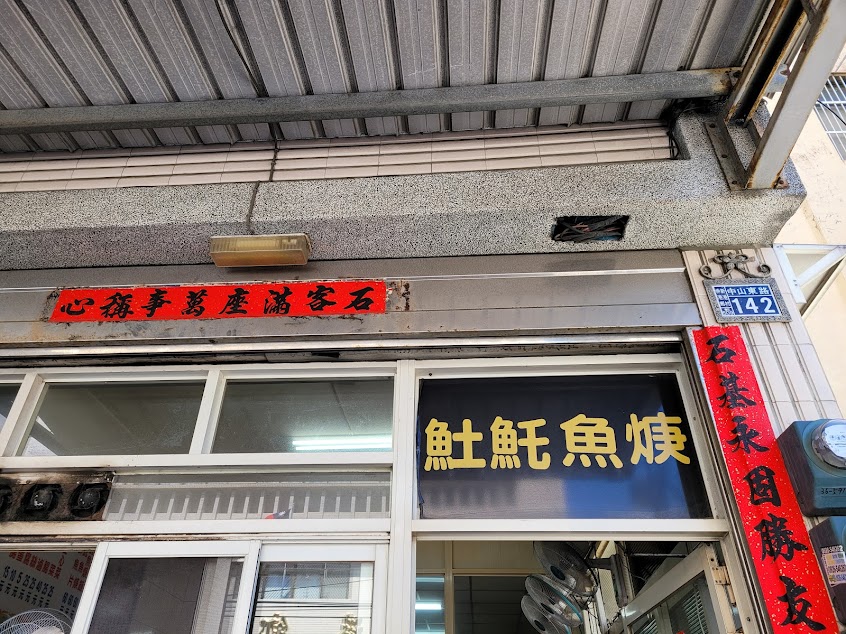 石客滿座萬事稱心
中山東路
142
𩵚魠魚焿
石基永固勝友